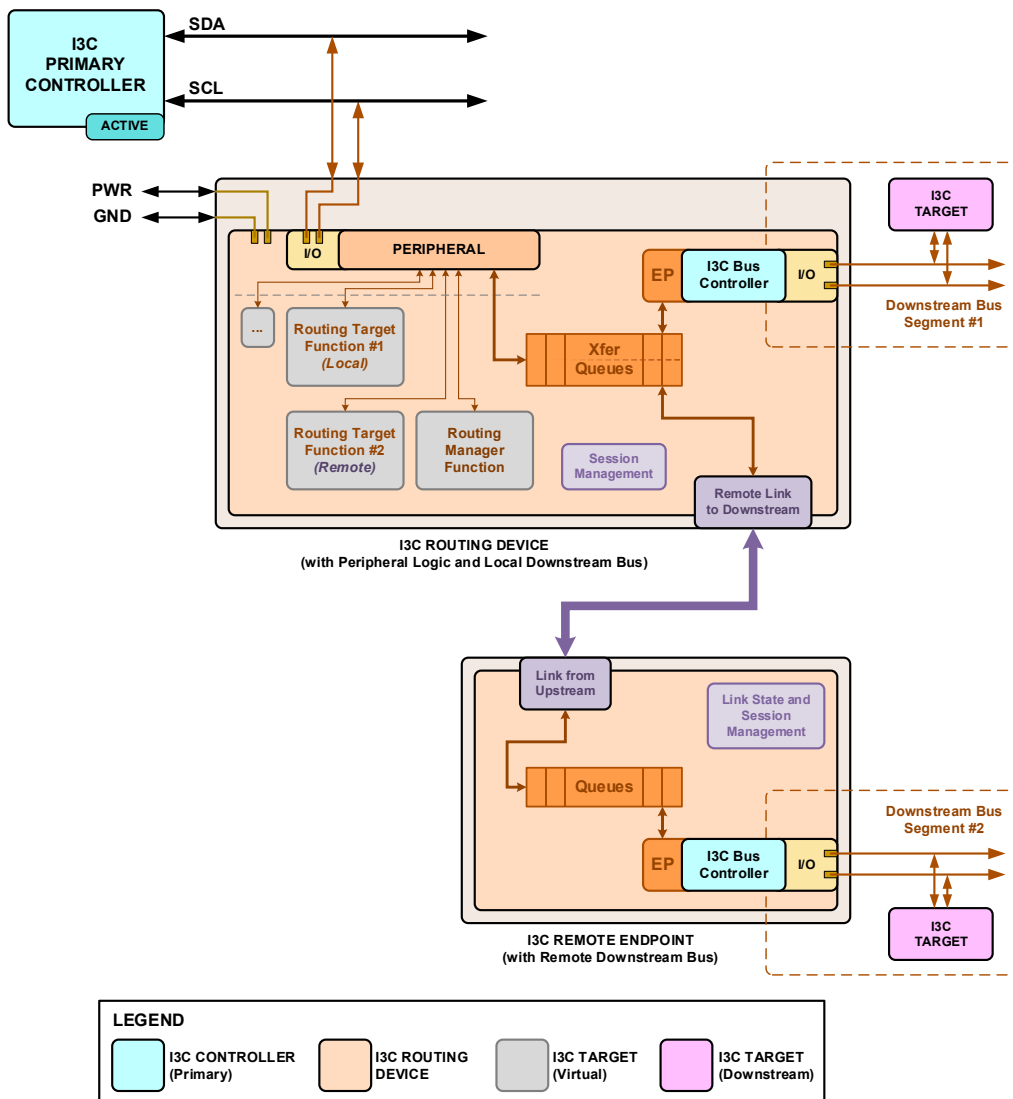 I3C
PRIMARY
CONTROLLER
ACTIVE
SDA
SCL
PWR
GND
I/O
PERIPHERAL
...
Routing Target
Function #1
(Local)
Routing Target
Function #2
(Remote)
Routing
Manager
Function
Xfer
Queues
EP
I3C Bus
Controller
I/O
I3C
TARGET
Downstream Bus
Segment #1
Session
Management
Remote Link
to Downstream
I3C ROUTING DEVICE
(with Peripheral Logic and Local Downstream Bus)
Link from
Upstream
Link State and
Session
Management
Queues
EP
I3C Bus
Controller
I/O
Downstream Bus
Segment #2
I3C
TARGET
I3C REMOTE ENDPOINT
(with Remote Downstream Bus)
LEGEND
I3C CONTROLLER
(Primary)
I3C ROUTING
DEVICE
I3C TARGET
(Virtual)
I3C TARGET
(Downstream)